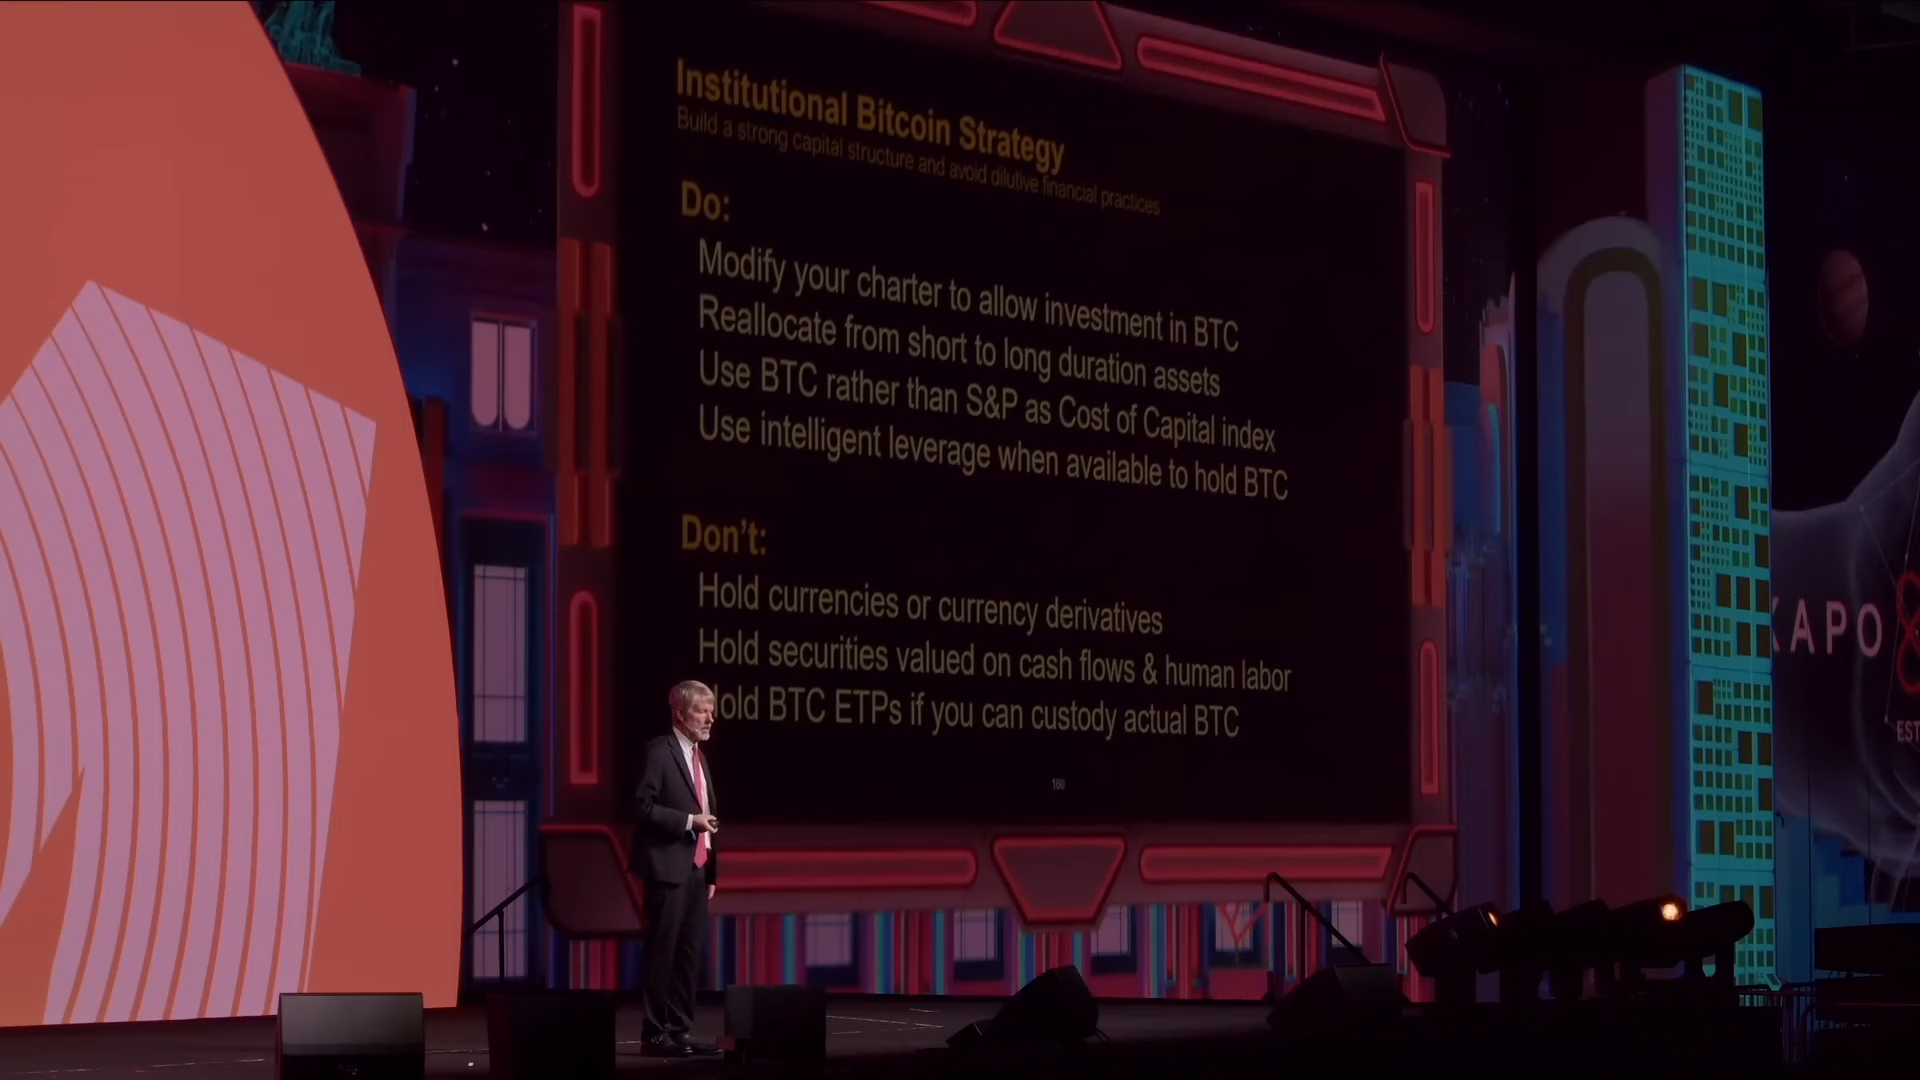 Institutional Bitcoin Strategy
Build a strong capital structure and avoid dilutive financial practices
Do:
Modify your charter to allow investment in BTC
Reallocate from short to long duration assets
Use BTC rather than S&P as Cost of Capital index
Use intelligent leverage when available to hold BTC
Don't:
Hold currencies or currency derivatives
Hold securities valued on cash flows & human labor
Hold BTC ETPs if you can custody actual BTC
160
XAPO
EST